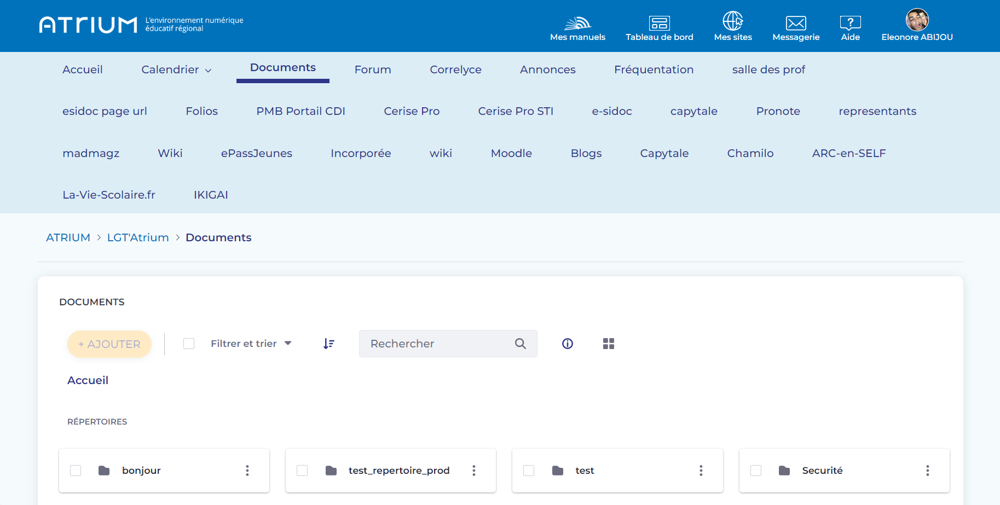 ATRIUM L'environnement numérique
éducatif régional
Mes manuels Tableau de bord Mes sites Messagerie Aide Eleonore ABIJOU
Accueil Calendrier Documents Forum Correlyce Annonces Fréquentation salle des prof
esidoc page url Folios PMB Portail CDI Cerise Pro Cerise Pro STI e-sidoc capytale Pronote representants
madmagz Wiki ePassJeunes Incorporée wiki Moodle Blogs Capytale Chamilo ARC-en-SELF
La-Vie-Scolaire.fr IKIGAI
ATRIUM > LGT'Atrium > Documents
DOCUMENTS
+ AJOUTER Filtrer et trier Rechercher
Accueil
RÉPERTOIRES
bonjour test_repertoire_prod test Securité